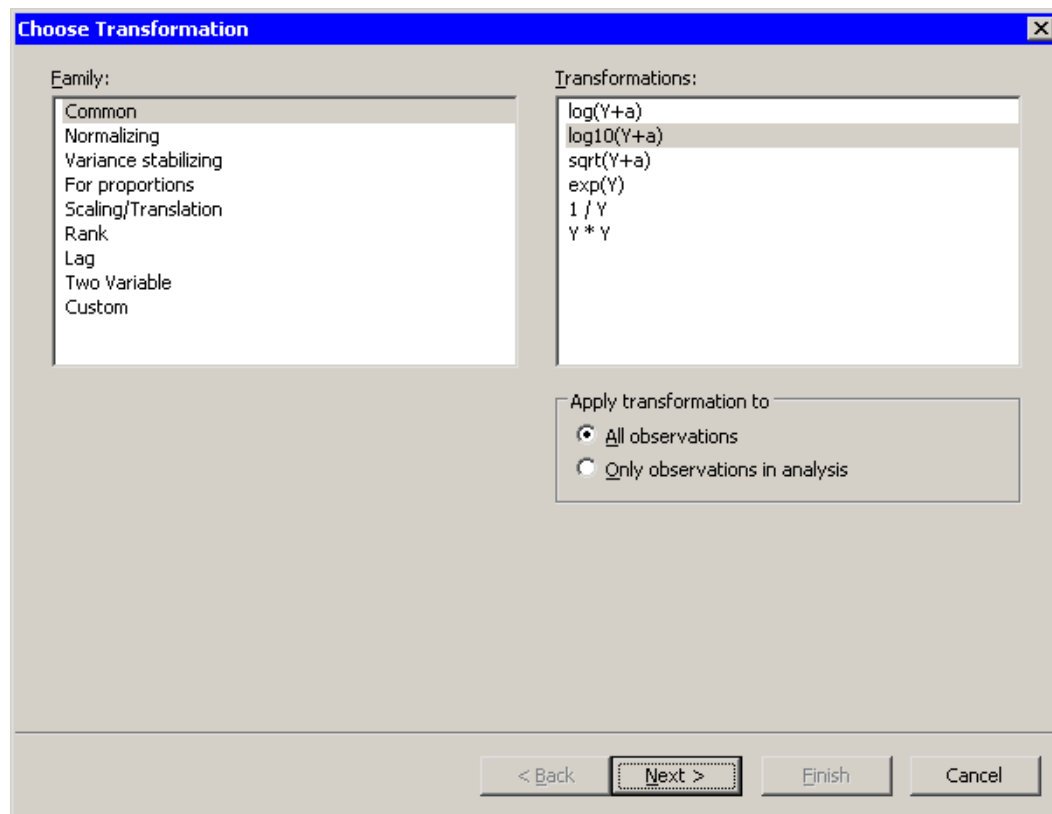 Choose Transformation
Family:
Common
Normalizing
Variance stabilizing
For proportions
Scaling/Translation
Rank
Lag
Two Variable
Custom
Transformations:
log(Y+a)
log10(Y+a)
sqrt(Y+a)
exp(Y)
1 / Y
Y * Y
Apply transformation to
All observations
Only observations in analysis
< Back
Next >
Finish
Cancel